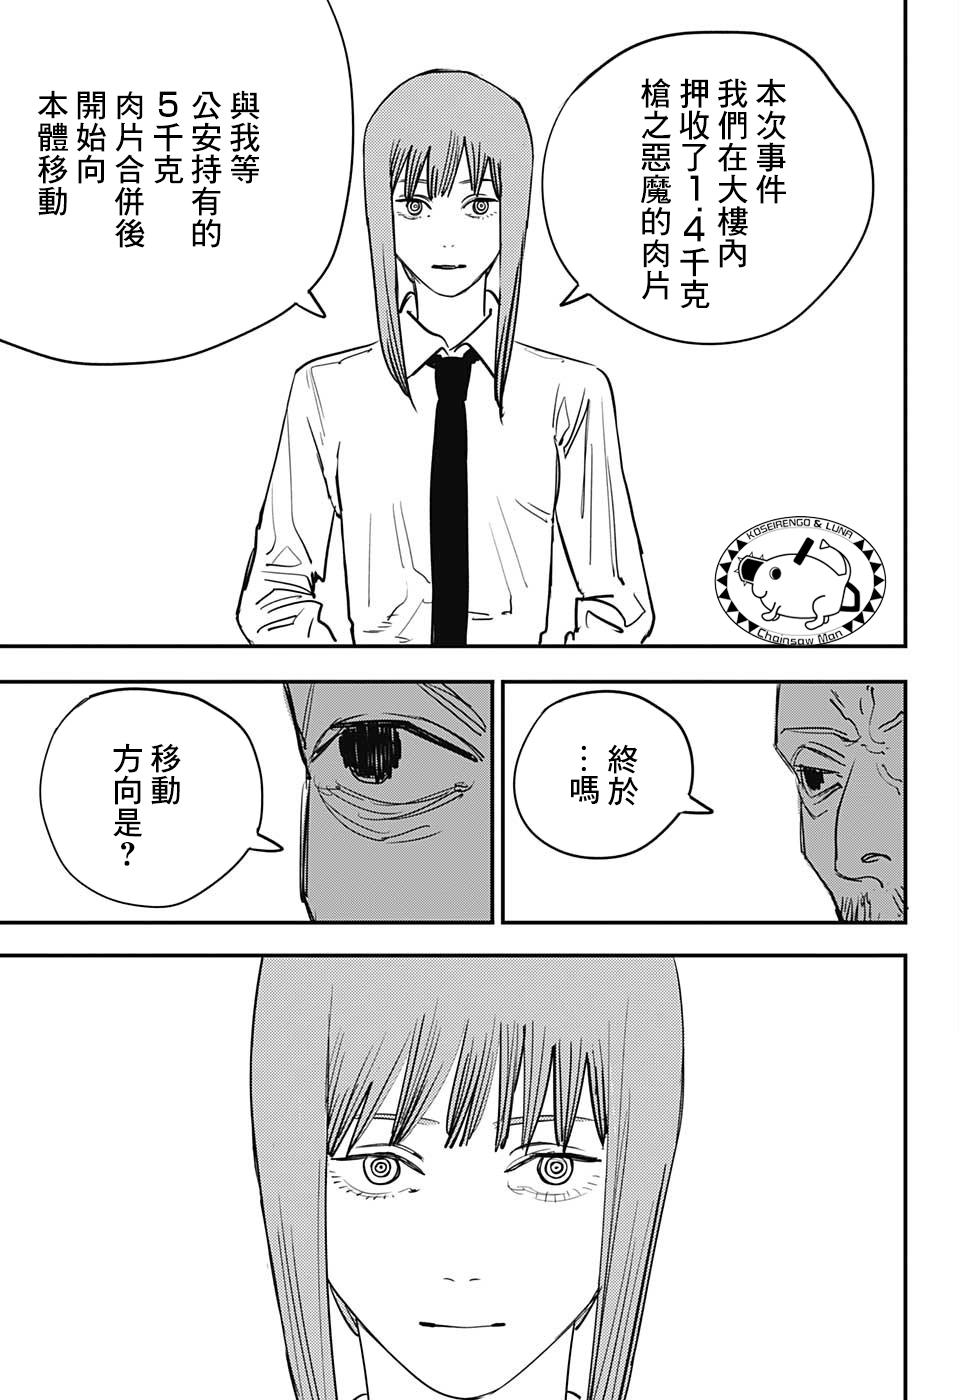 本次事件
我們在大樓內
押收了1.4千克
槍之惡魔的肉片
與我等
公安持有的
5千克
肉片合併後
開始向
本體移動
KOSEIRENGO & LUNA
Chainsaw Man
終於
…嗎
移動
方向是?